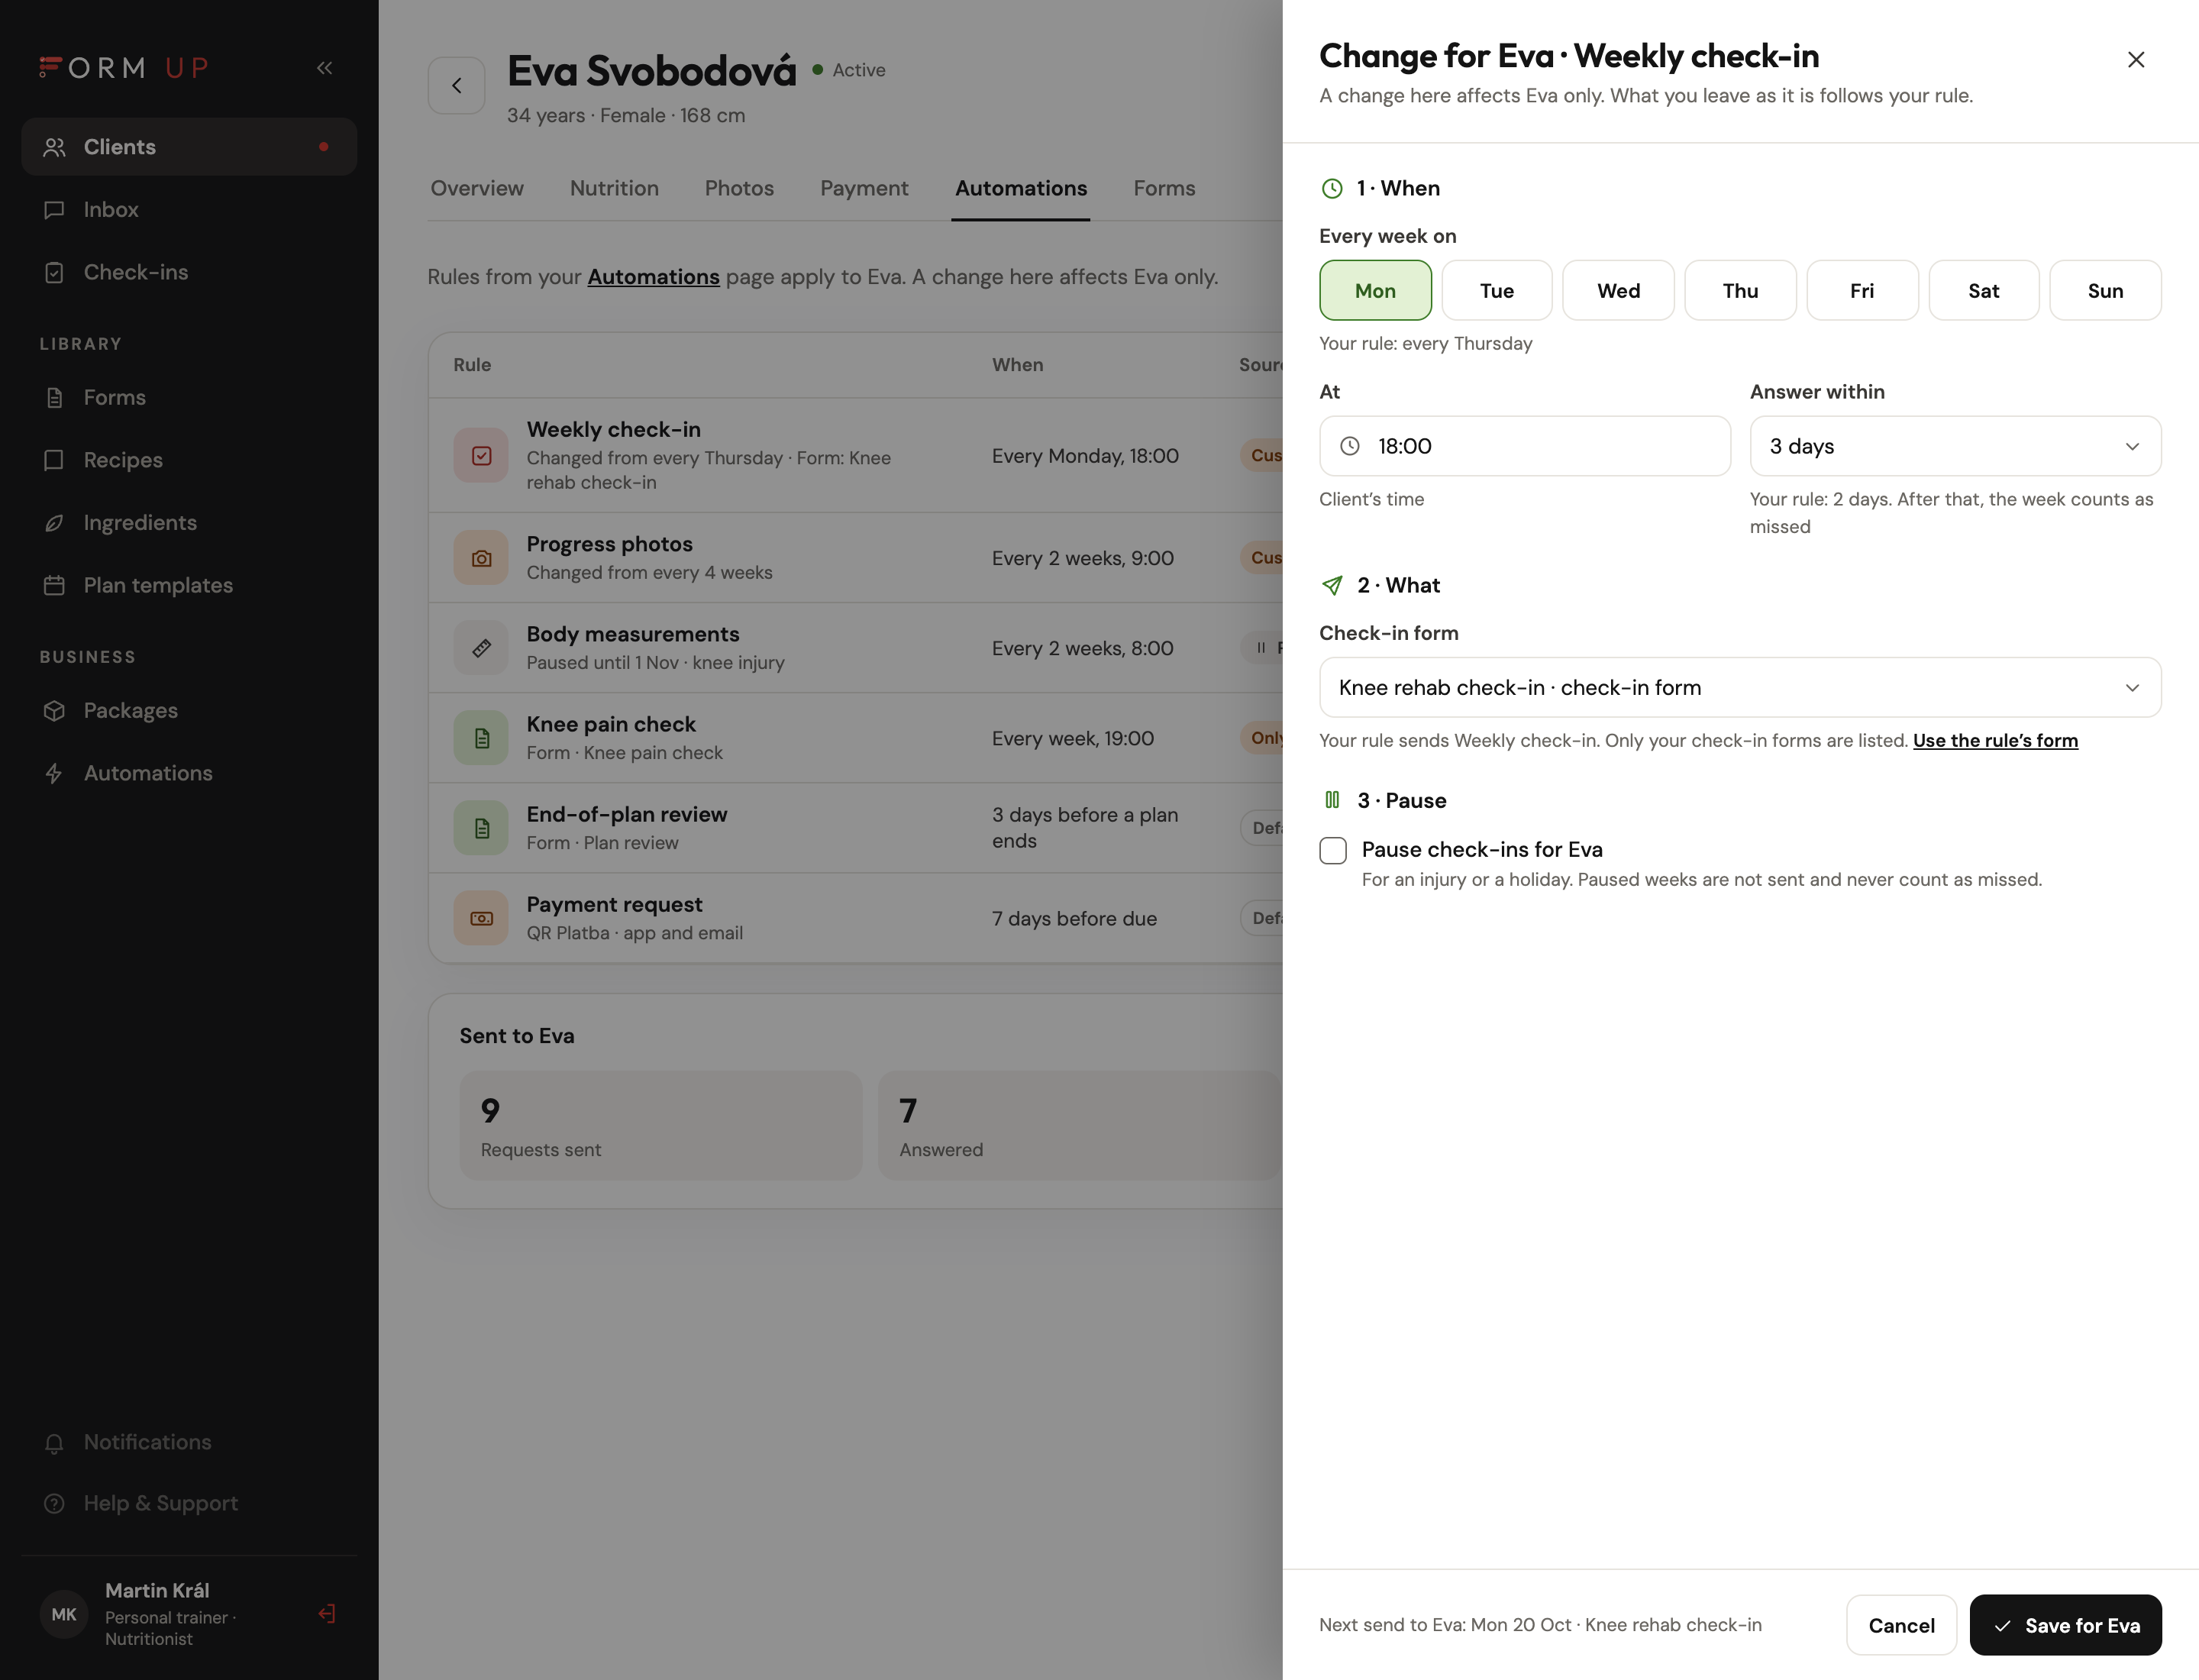 FORM UP
Clients
Inbox
Check-ins
LIBRARY
Forms
Recipes
Ingredients
Plan templates
BUSINESS
Packages
Automations
Notifications
Help & Support
MK
Martin Král
Personal trainer ·
Nutritionist
Eva Svobodová
Active
34 years · Female · 168 cm
Overview
Nutrition
Photos
Payment
Automations
Forms
Rules from your Automations page apply to Eva. A change here affects Eva only.
Rule
When
Weekly check-in
Changed from every Thursday · Form: Knee
rehab check-in
Every Monday, 18:00
Progress photos
Changed from every 4 weeks
Every 2 weeks, 9:00
Body measurements
Paused until 1 Nov · knee injury
Every 2 weeks, 8:00
Knee pain check
Form · Knee pain check
Every week, 19:00
Only
End-of-plan review
Form · Plan review
3 days before a plan
ends
Payment request
QR Platba · app and email
7 days before due
Sent to Eva
9
Requests sent
7
Answered
Change for Eva · Weekly check-in
A change here affects Eva only. What you leave as it is follows your rule.
1 · When
Every week on
Mon
Tue
Wed
Thu
Fri
Sat
Sun
Your rule: every Thursday
At
18:00
Client’s time
Answer within
3 days
Your rule: 2 days. After that, the week counts as
missed
2 · What
Check-in form
Knee rehab check-in · check-in form
Your rule sends Weekly check-in. Only your check-in forms are listed. Use the rule’s form
3 · Pause
Pause check-ins for Eva
For an injury or a holiday. Paused weeks are not sent and never count as missed.
Next send to Eva: Mon 20 Oct · Knee rehab check-in
Cancel
Save for Eva